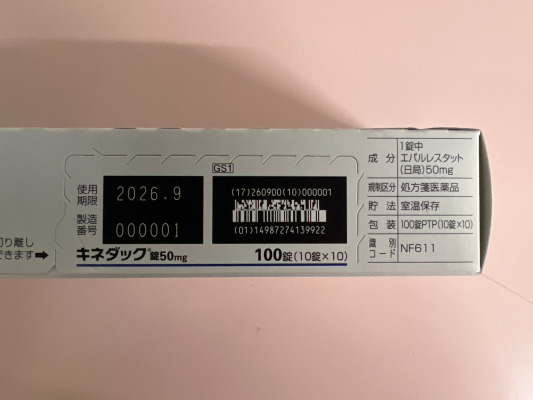 GS1
使用期限 2026.9
製造番号 000001
(17)260900(10)000001
(01)14987274139922
キネダック®錠50mg
100錠(10錠×10)
切り離し
できます➡
成分 1錠中
エパルレスタット
(日局)50mg
規制区分 処方箋医薬品
貯法 室温保存
包装 100錠PTP(10錠×10)
識別コード NF611